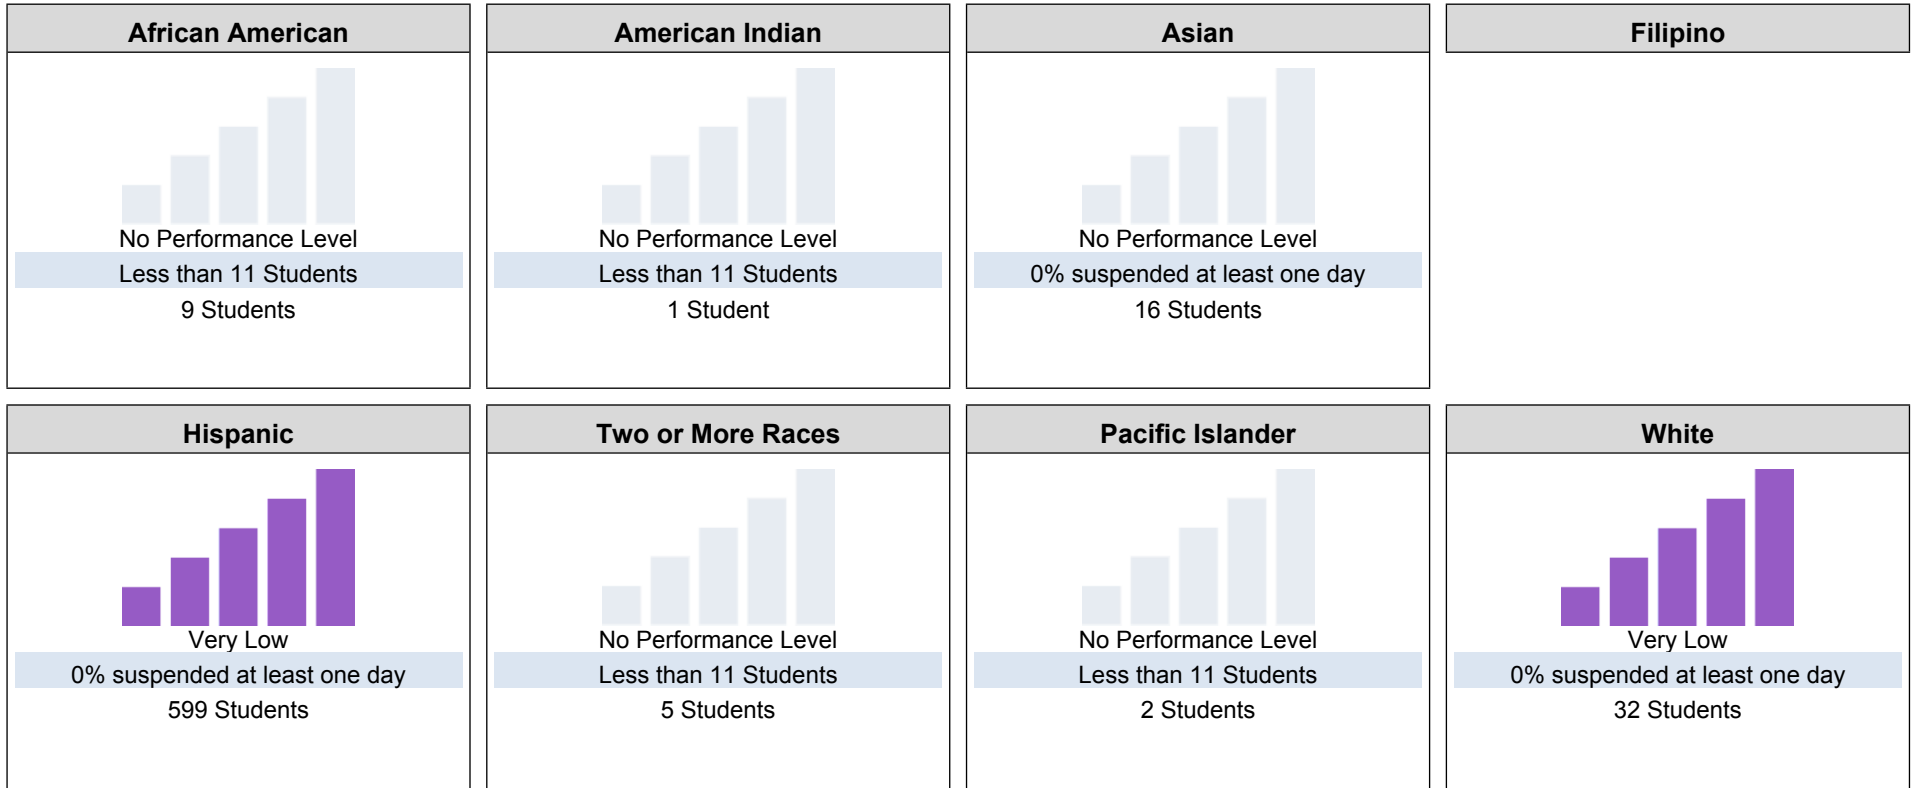 African American
No Performance Level
Less than 11 Students
9 Students
American Indian
No Performance Level
Less than 11 Students
1 Student
Asian
No Performance Level
0% suspended at least one day
16 Students
Filipino
Hispanic
Very Low
0% suspended at least one day
599 Students
Two or More Races
No Performance Level
Less than 11 Students
5 Students
Pacific Islander
No Performance Level
Less than 11 Students
2 Students
White
Very Low
0% suspended at least one day
32 Students